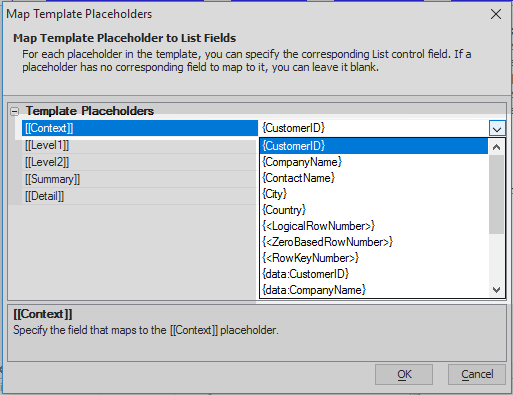 Map Template Placeholders
Map Template Placeholder to List Fields
For each placeholder in the template, you can specify the corresponding List control field. If a
placeholder has no corresponding field to map to it, you can leave it blank.
Template Placeholders
[[Context]] {CustomerID}
[[Level1]]
[[Level2]]
[[Summary]]
[[Detail]]
{CustomerID}
{CompanyName}
{ContactName}
{City}
{Country}
{<LogicalRowNumber>}
{<ZeroBasedRowNumber>}
{<RowKeyNumber>}
{data:CustomerID}
{data:CompanyName}
[[Context]]
Specify the field that maps to the [[Context]] placeholder.
OK Cancel